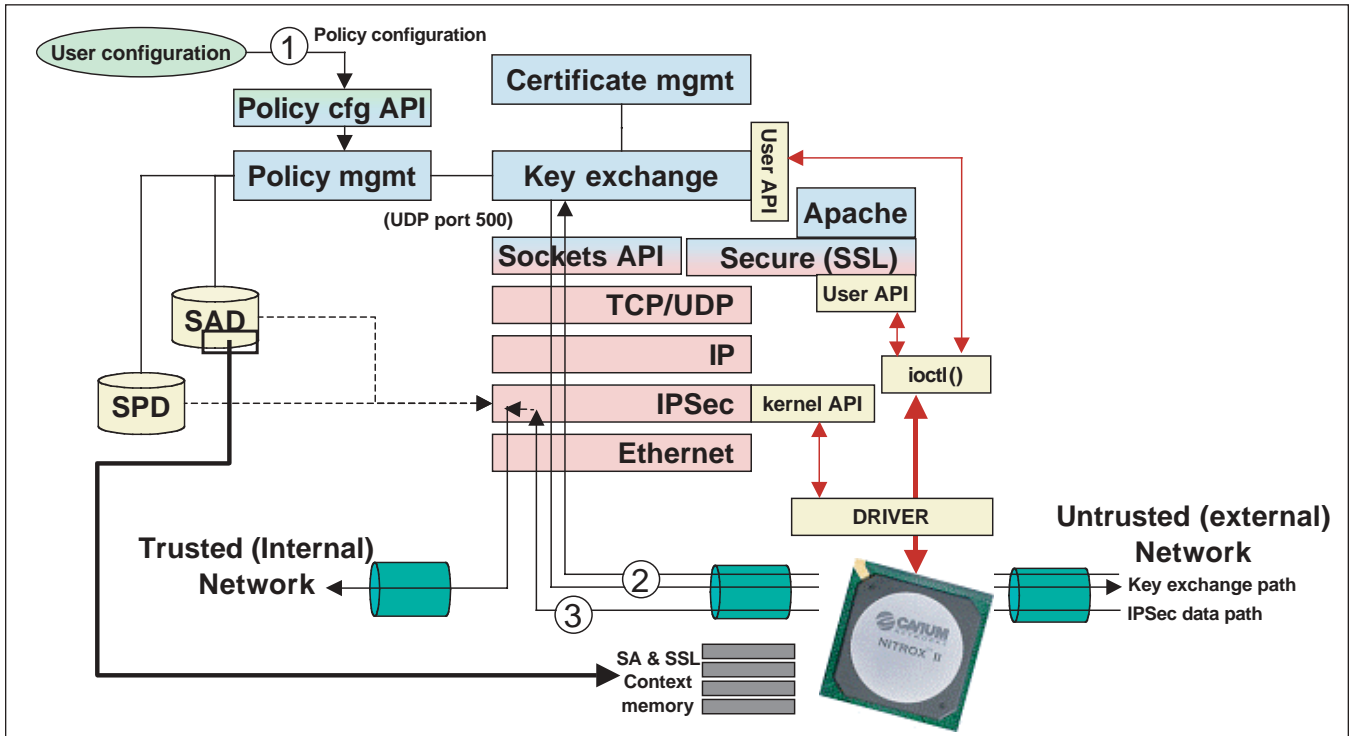 User configuration
1
Policy configuration
Policy cfg API
Certificate mgmt
Policy mgmt
Key exchange
User API
(UDP port 500)
Apache
Sockets API
Secure (SSL)
User API
SAD
TCP/UDP
IP
ioctl()
SPD
IPSec
kernel API
Ethernet
DRIVER
Trusted (Internal)
Network
Untrusted (external)
Network
2
Key exchange path
3
IPSec data path
SA & SSL
Context
memory
CAVIUM
NETWORKS
NITROX™ II